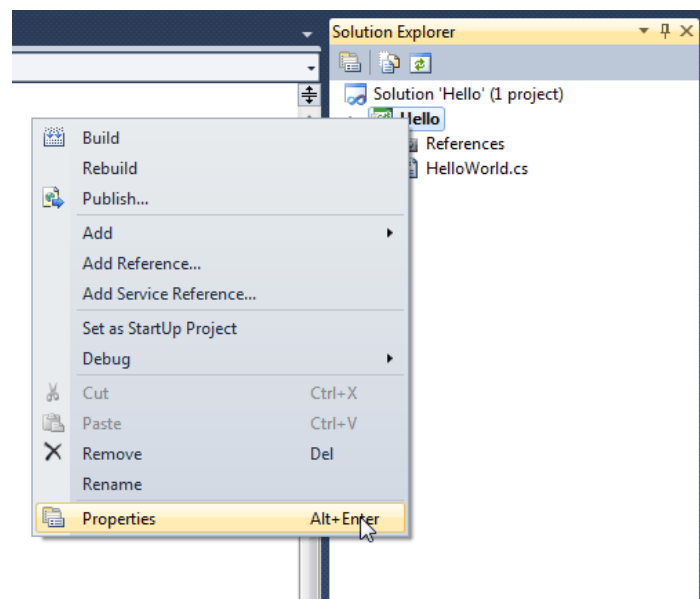 Solution Explorer
Solution 'Hello' (1 project)
Hello
References
HelloWorld.cs
Build
Rebuild
Publish...
Add
Add Reference...
Add Service Reference...
Set as StartUp Project
Debug
Cut Ctrl+X
Paste Ctrl+V
Remove Del
Rename
Properties Alt+Enter